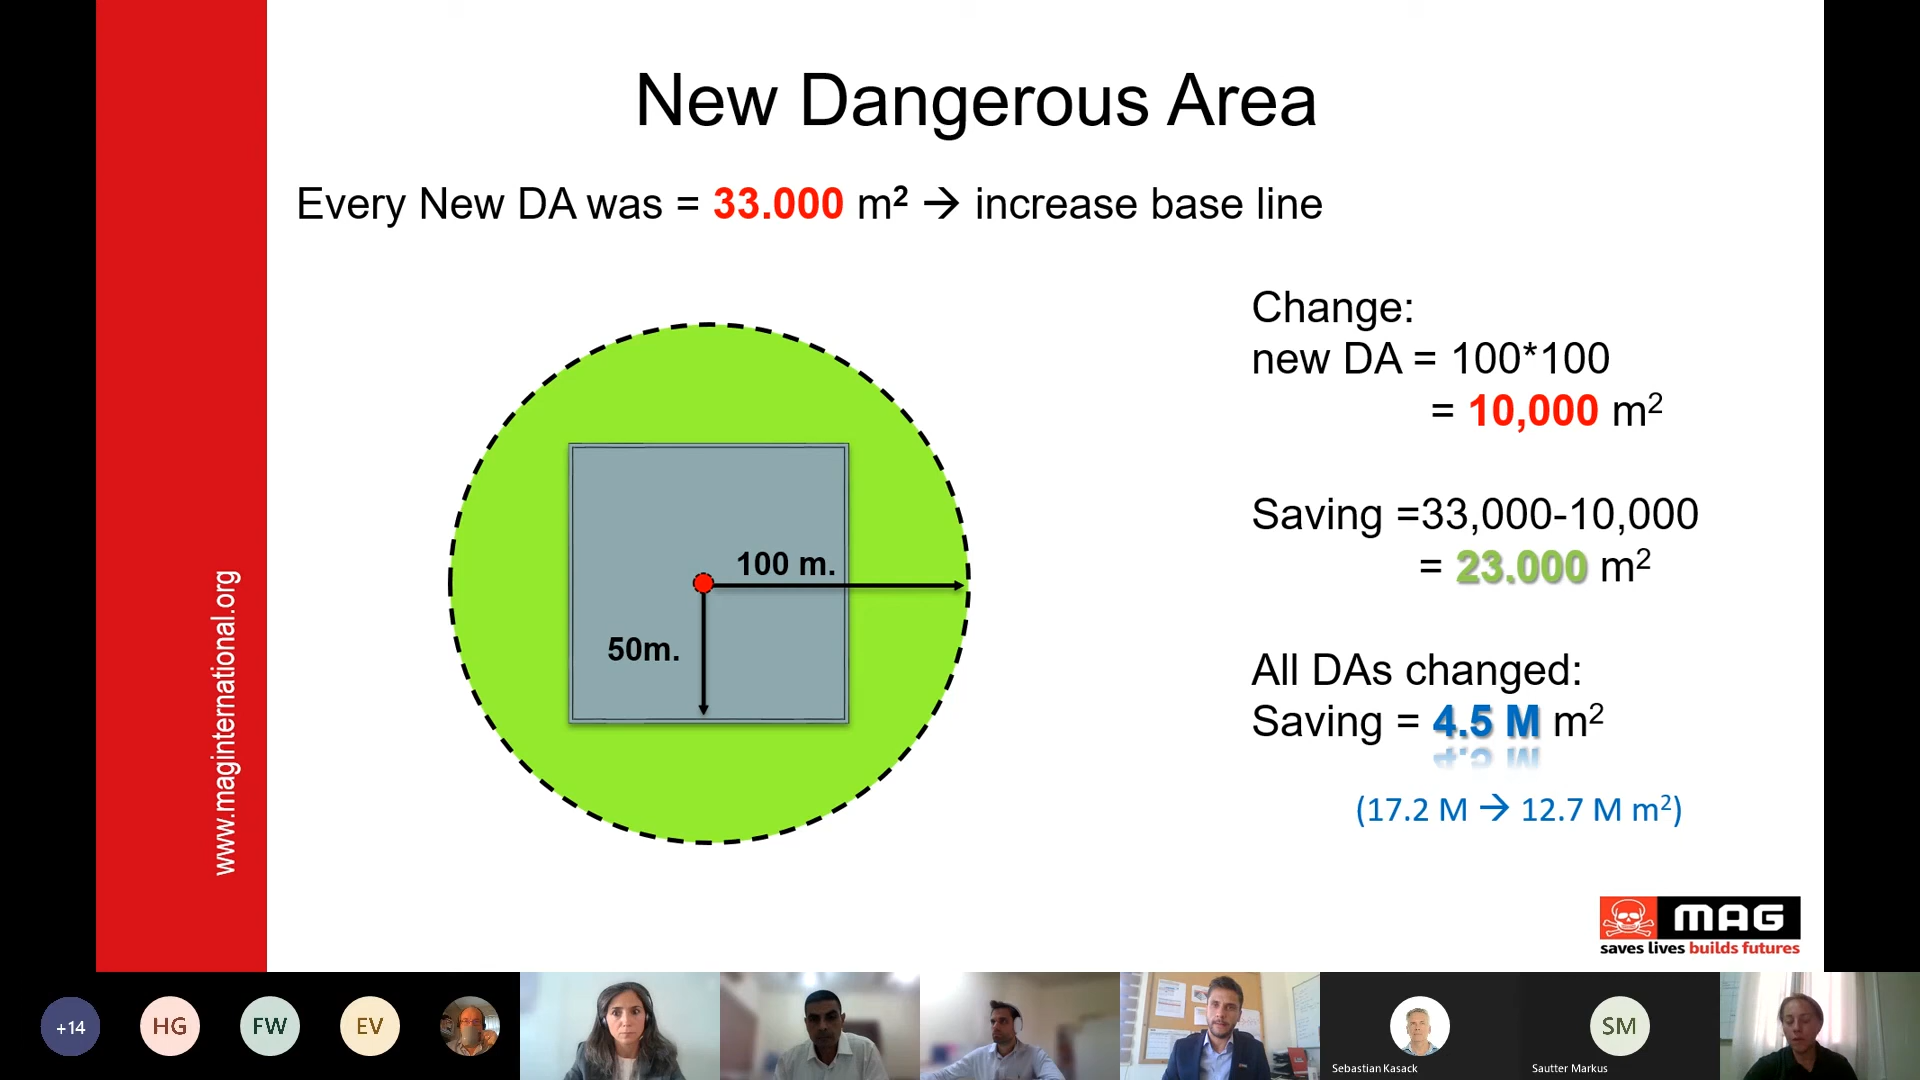 New Dangerous Area
Every New DA was = 33.000 m² → increase base line
Change:
new DA = 100*100
= 10,000 m²
Saving =33,000-10,000
= 23.000 m²
All DAs changed:
Saving = 4.5 M m²
(17.2 M → 12.7 M m²)
100 m.
50m.
www.maginternational.org
MAG
saves lives builds futures
+14
HG
FW
EV
SM
Sebastian Kasack
Sautter Markus